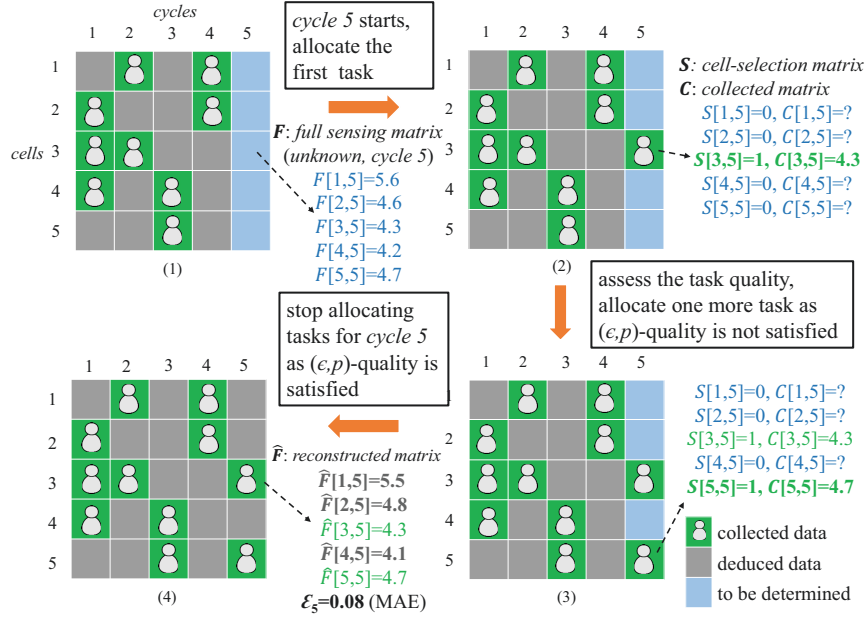 cycles
1 2 3 4 5
1
2
cells 3
4
5
(1)
cycle 5 starts,
allocate the
first task
F: full sensing matrix
(unknown, cycle 5)
F[1,5]=5.6
F[2,5]=4.6
F[3,5]=4.3
F[4,5]=4.2
F[5,5]=4.7
1 2 3 4 5
1
2
3
4
5
(2)
S: cell-selection matrix
C: collected matrix
S[1,5]=0, C[1,5]=?
S[2,5]=0, C[2,5]=?
S[3,5]=1, C[3,5]=4.3
S[4,5]=0, C[4,5]=?
S[5,5]=0, C[5,5]=?
assess the task quality,
allocate one more task as
(ϵ,p)-quality is not satisfied
1 2 3 4 5
1
2
3
4
5
(3)
S[1,5]=0, C[1,5]=?
S[2,5]=0, C[2,5]=?
S[3,5]=1, C[3,5]=4.3
S[4,5]=0, C[4,5]=?
S[5,5]=1, C[5,5]=4.7
collected data
deduced data
to be determined
stop allocating
tasks for cycle 5
as (ϵ,p)-quality is
satisfied
1 2 3 4 5
1
2
3
4
5
(4)
F̂: reconstructed matrix
F̂[1,5]=5.5
F̂[2,5]=4.8
F̂[3,5]=4.3
F̂[4,5]=4.1
F̂[5,5]=4.7
ℰ₅=0.08 (MAE)